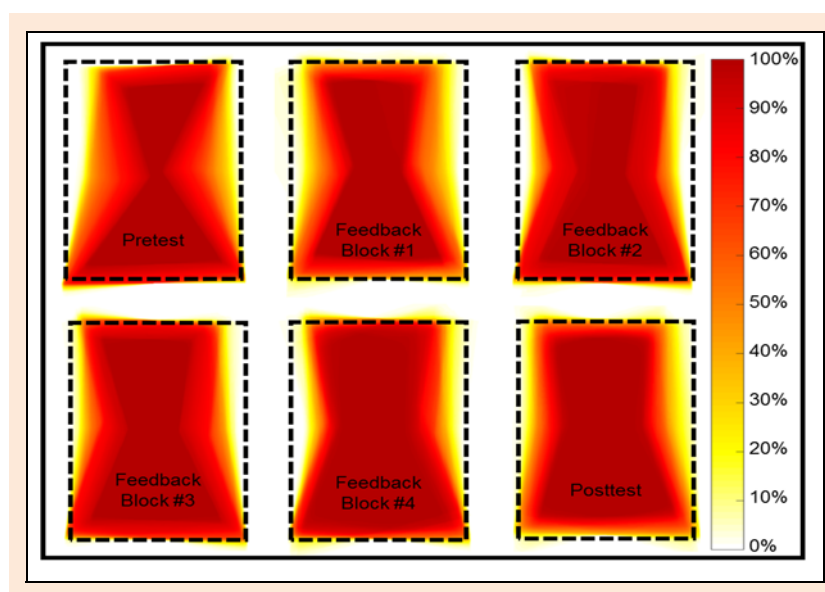 Pretest
Feedback
Block #1
Feedback
Block #2
Feedback
Block #3
Feedback
Block #4
Posttest
100%
90%
80%
70%
60%
50%
40%
30%
20%
10%
0%